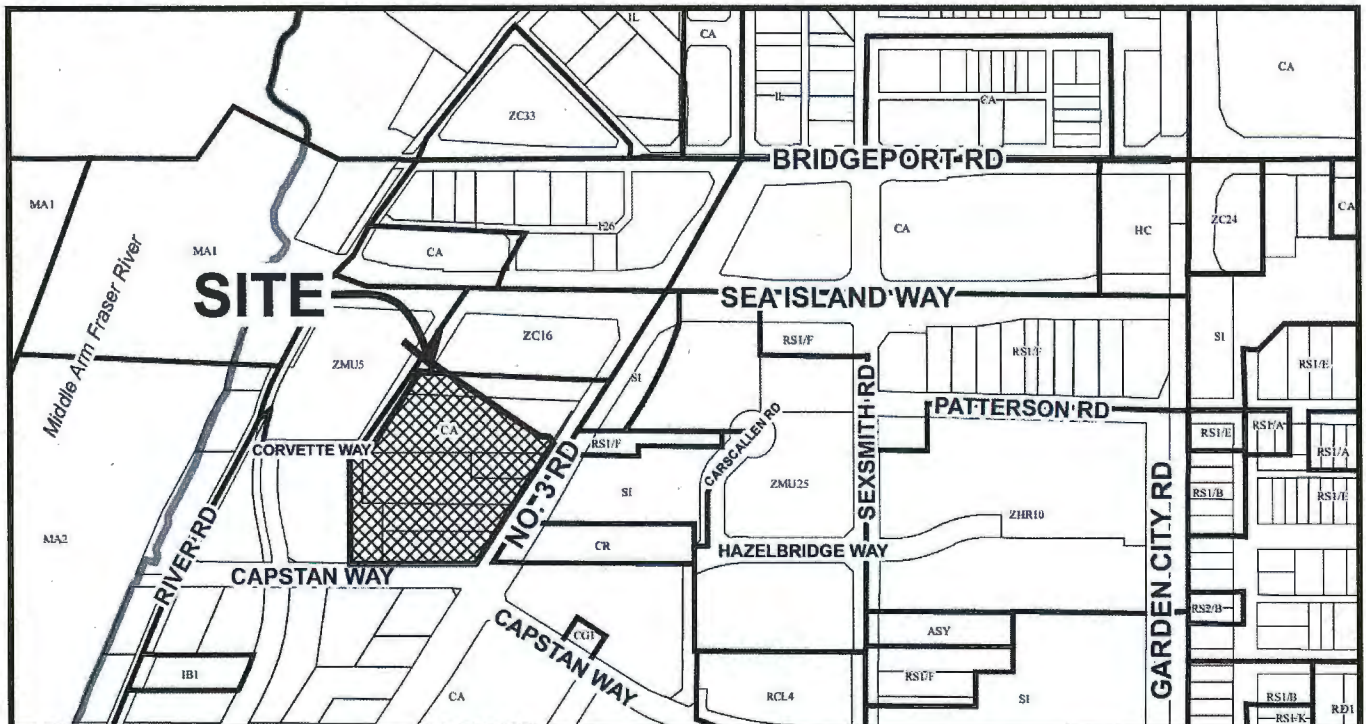 IL
CA
CA
ZC33
IL
CA
BRIDGEPORT RD
MA1
Middle Arm Fraser River
MA1
CA
CA
HC
ZC24
CA
SITE
SEA ISLAND WAY
ZMU5
ZC16
SI
RS1/F
RS1/F
SI
RS1/E
CA
CORVETTE WAY
NO. 3 RD
RS1/F
CARSCALLEN RD
SEXSMITH RD
PATTERSON RD
RS1/E
RS1/A
RS1/A
SI
ZMU25
RS1/B
RS1/E
MA2
RIVER RD
CR
HAZELBRIDGE WAY
ZHR10
GARDEN CITY RD
CAPSTAN WAY
CAPSTAN WAY
CG1
ASY
RS2/B
IB1
CA
RCL4
RS1/F
SI
RS1/B
RS1/K
RD1